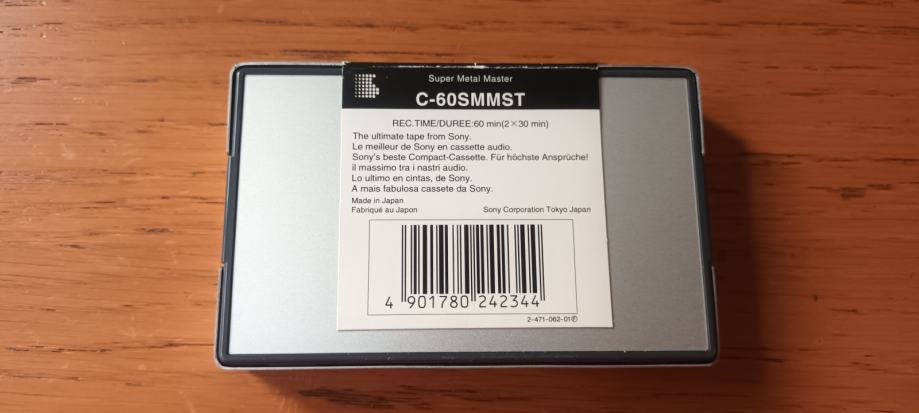 Super Metal Master
C-60SMMST
REC.TIME/DUREE:60 min(2×30 min)
The ultimate tape from Sony.
Le meilleur de Sony en cassette audio.
Sony's beste Compact-Cassette. Für höchste Ansprüche!
il massimo tra i nastri audio.
Lo ultimo en cintas, de Sony.
A mais fabulosa cassete da Sony.
Made in Japan
Fabriqué au Japon Sony Corporation Tokyo Japan
4 901780 242344
2-471-062-01Ⓕ